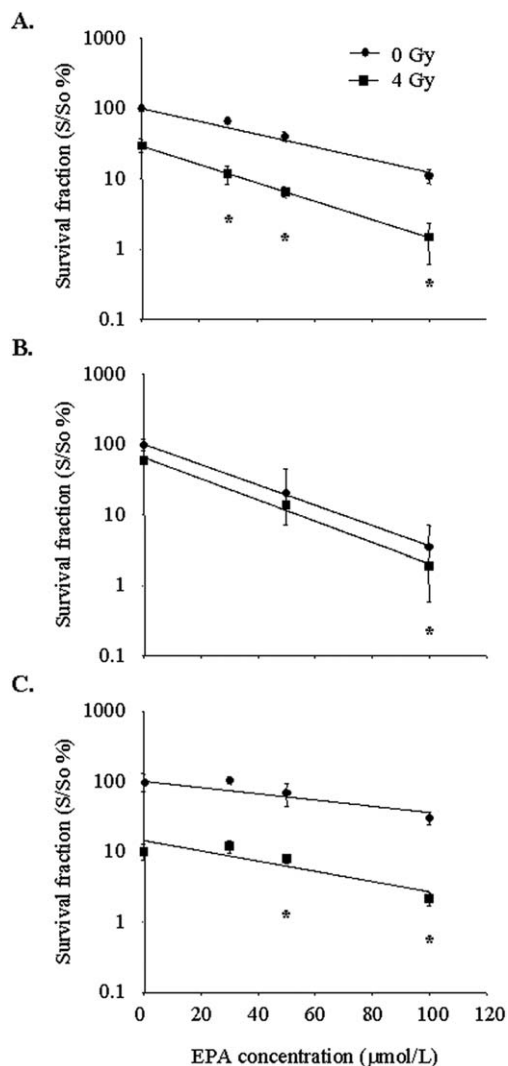 A.
1000
100
10
1
0.1
Survival fraction (S/So %)
0 Gy
4 Gy
*
*
*
B.
1000
100
10
1
0.1
Survival fraction (S/So %)
*
C.
1000
100
10
1
0.1
Survival fraction (S/So %)
*
*
0 20 40 60 80 100 120
EPA concentration (µmol/L)